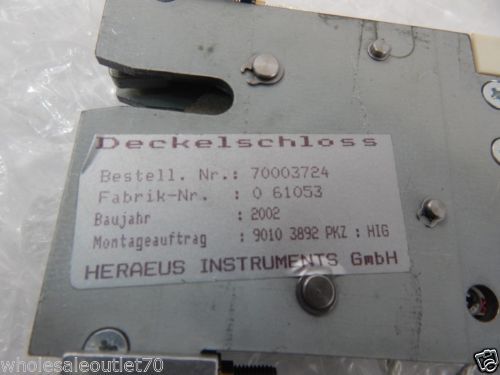 Deckelschloss
Bestell. Nr.: 70003724
Fabrik-Nr. : 0 61053
Baujahr : 2002
Montageauftrag : 9010 3892 PKZ : HIG
HERAEUS INSTRUMENTS GmbH
wholesaleoutlet70